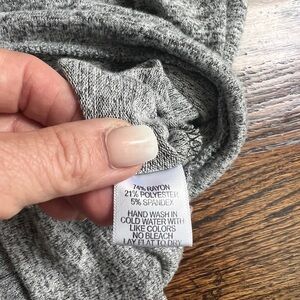 74% RAYON
21% POLYESTER
5% SPANDEX
HAND WASH IN
COLD WATER WITH
LIKE COLORS
NO BLEACH
LAY FLAT TO DRY